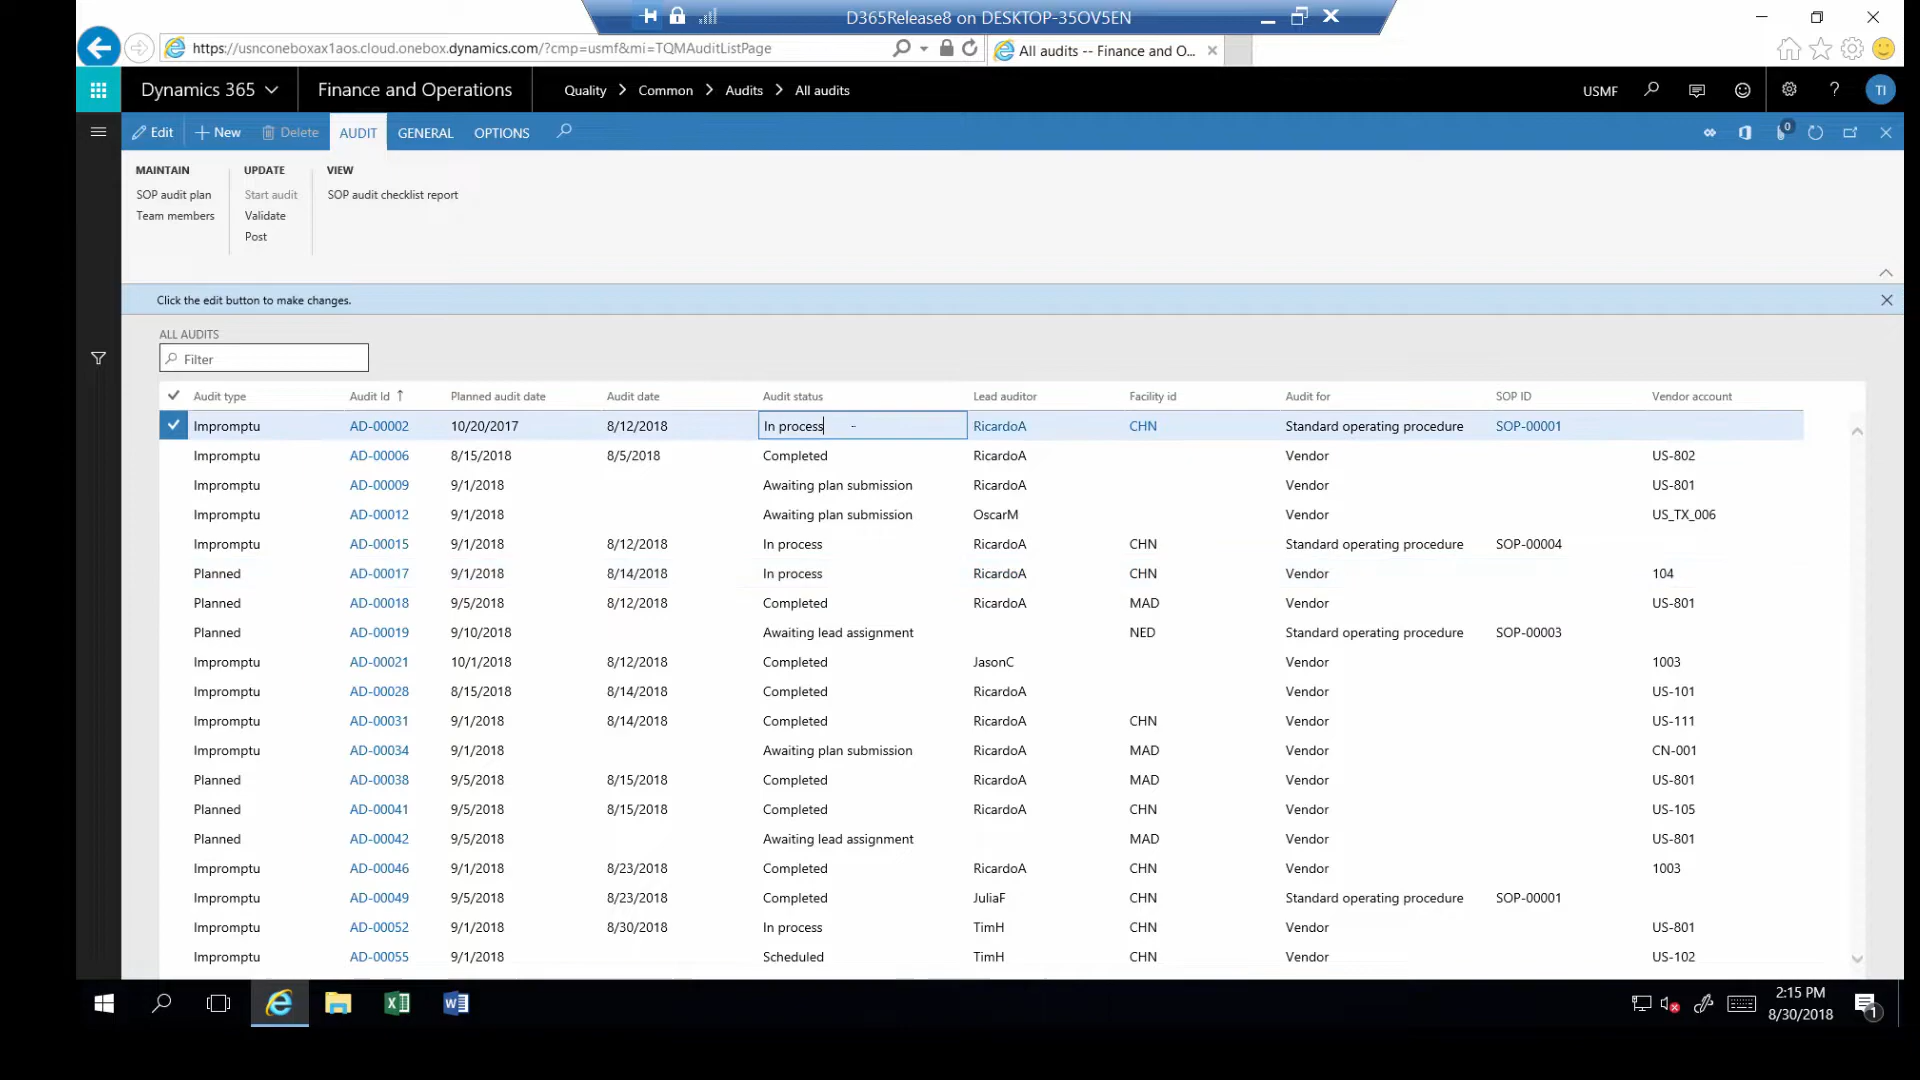 D365Release8 on DESKTOP-35OV5EN
https://usnconeboxax1aos.cloud.onebox.dynamics.com/?cmp=usmf&mi=TQMAuditListPage
All audits -- Finance and O...
Dynamics 365
Finance and Operations
Quality > Common > Audits > All audits
USMF
?
TI
Edit
New
Delete
AUDIT
GENERAL
OPTIONS
0
MAINTAIN
SOP audit plan
Team members
UPDATE
Start audit
Validate
Post
VIEW
SOP audit checklist report
Click the edit button to make changes.
ALL AUDITS
Filter
Audit type Audit Id Planned audit date Audit date Audit status Lead auditor Facility id Audit for SOP ID Vendor account
Impromptu AD-00002 10/20/2017 8/12/2018 In process RicardoA CHN Standard operating procedure SOP-00001
Impromptu AD-00006 8/15/2018 8/5/2018 Completed RicardoA Vendor US-802
Impromptu AD-00009 9/1/2018 Awaiting plan submission RicardoA Vendor US-801
Impromptu AD-00012 9/1/2018 Awaiting plan submission OscarM Vendor US_TX_006
Impromptu AD-00015 9/1/2018 8/12/2018 In process RicardoA CHN Standard operating procedure SOP-00004
Planned AD-00017 9/1/2018 8/14/2018 In process RicardoA CHN Vendor 104
Planned AD-00018 9/5/2018 8/12/2018 Completed RicardoA MAD Vendor US-801
Planned AD-00019 9/10/2018 Awaiting lead assignment NED Standard operating procedure SOP-00003
Impromptu AD-00021 10/1/2018 8/12/2018 Completed JasonC Vendor 1003
Impromptu AD-00028 8/15/2018 8/14/2018 Completed RicardoA Vendor US-101
Impromptu AD-00031 9/1/2018 8/14/2018 Completed RicardoA CHN Vendor US-111
Impromptu AD-00034 9/1/2018 Awaiting plan submission RicardoA MAD Vendor CN-001
Planned AD-00038 9/5/2018 8/15/2018 Completed RicardoA MAD Vendor US-801
Planned AD-00041 9/5/2018 8/15/2018 Completed RicardoA CHN Vendor US-105
Planned AD-00042 9/5/2018 Awaiting lead assignment MAD Vendor US-801
Impromptu AD-00046 9/1/2018 8/23/2018 Completed RicardoA CHN Vendor 1003
Impromptu AD-00049 9/5/2018 8/23/2018 Completed JuliaF CHN Standard operating procedure SOP-00001
Impromptu AD-00052 9/1/2018 8/30/2018 In process TimH CHN Vendor US-801
Impromptu AD-00055 9/1/2018 Scheduled TimH CHN Vendor US-102
2:15 PM
8/30/2018
1